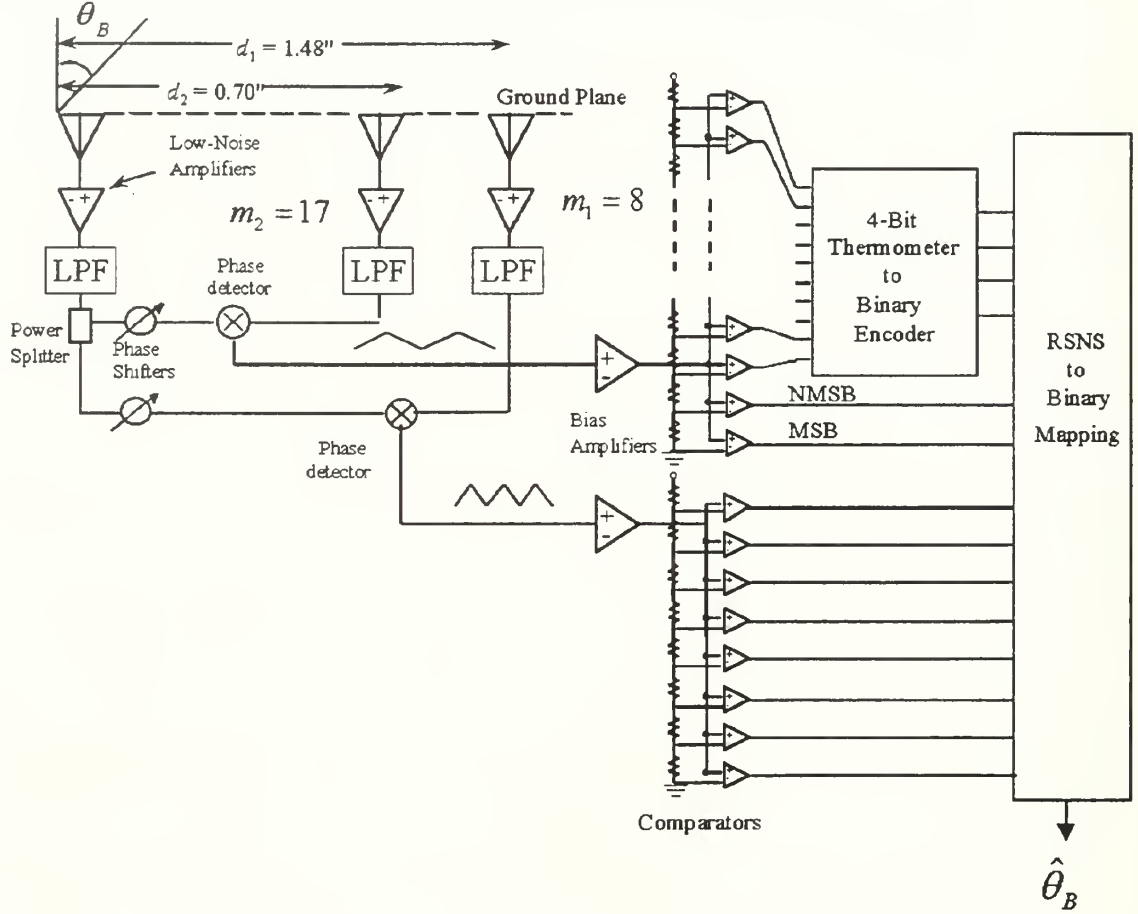 θ_B
d₁ = 1.48"
d₂ = 0.70"
Ground Plane
Low-Noise
Amplifiers
m₂ = 17
m₁ = 8
LPF
LPF
LPF
Phase
detector
Power
Splitter
Phase
Shifters
Phase
detector
Bias
Amplifiers
4-Bit
Thermometer
to
Binary
Encoder
NMSB
MSB
RSNS
to
Binary
Mapping
Comparators
θ̂_B